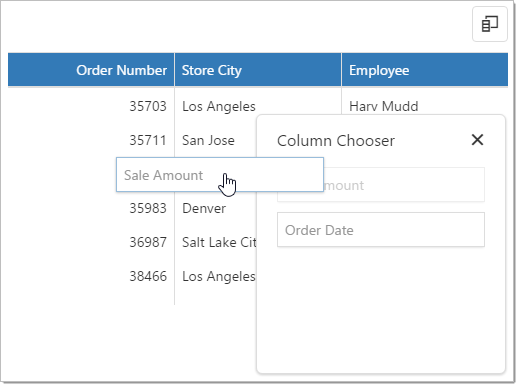 Order Number Store City Employee
35703 Los Angeles Harv Mudd
35711 San Jose
Column Chooser
Sale Amount
mount
35983 Denver
Order Date
36987 Salt Lake Cit
38466 Los Angeles